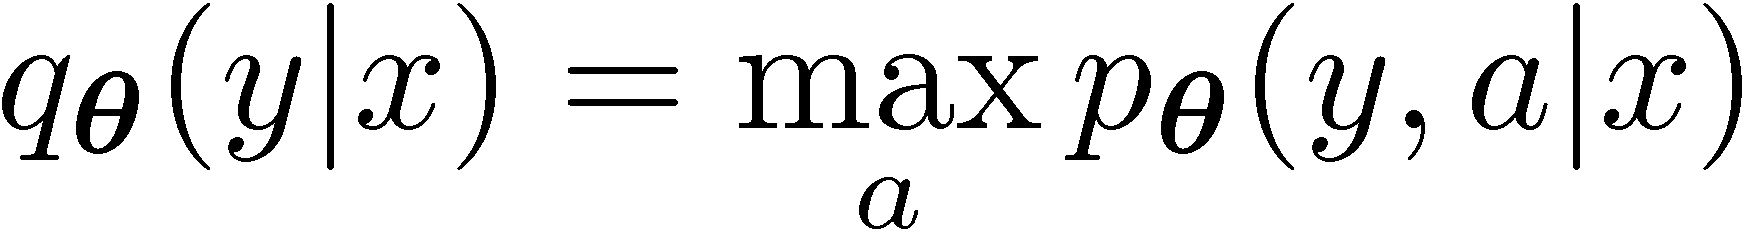 q_𝜽(y|x) = max_a p_𝜽(y, a|x)